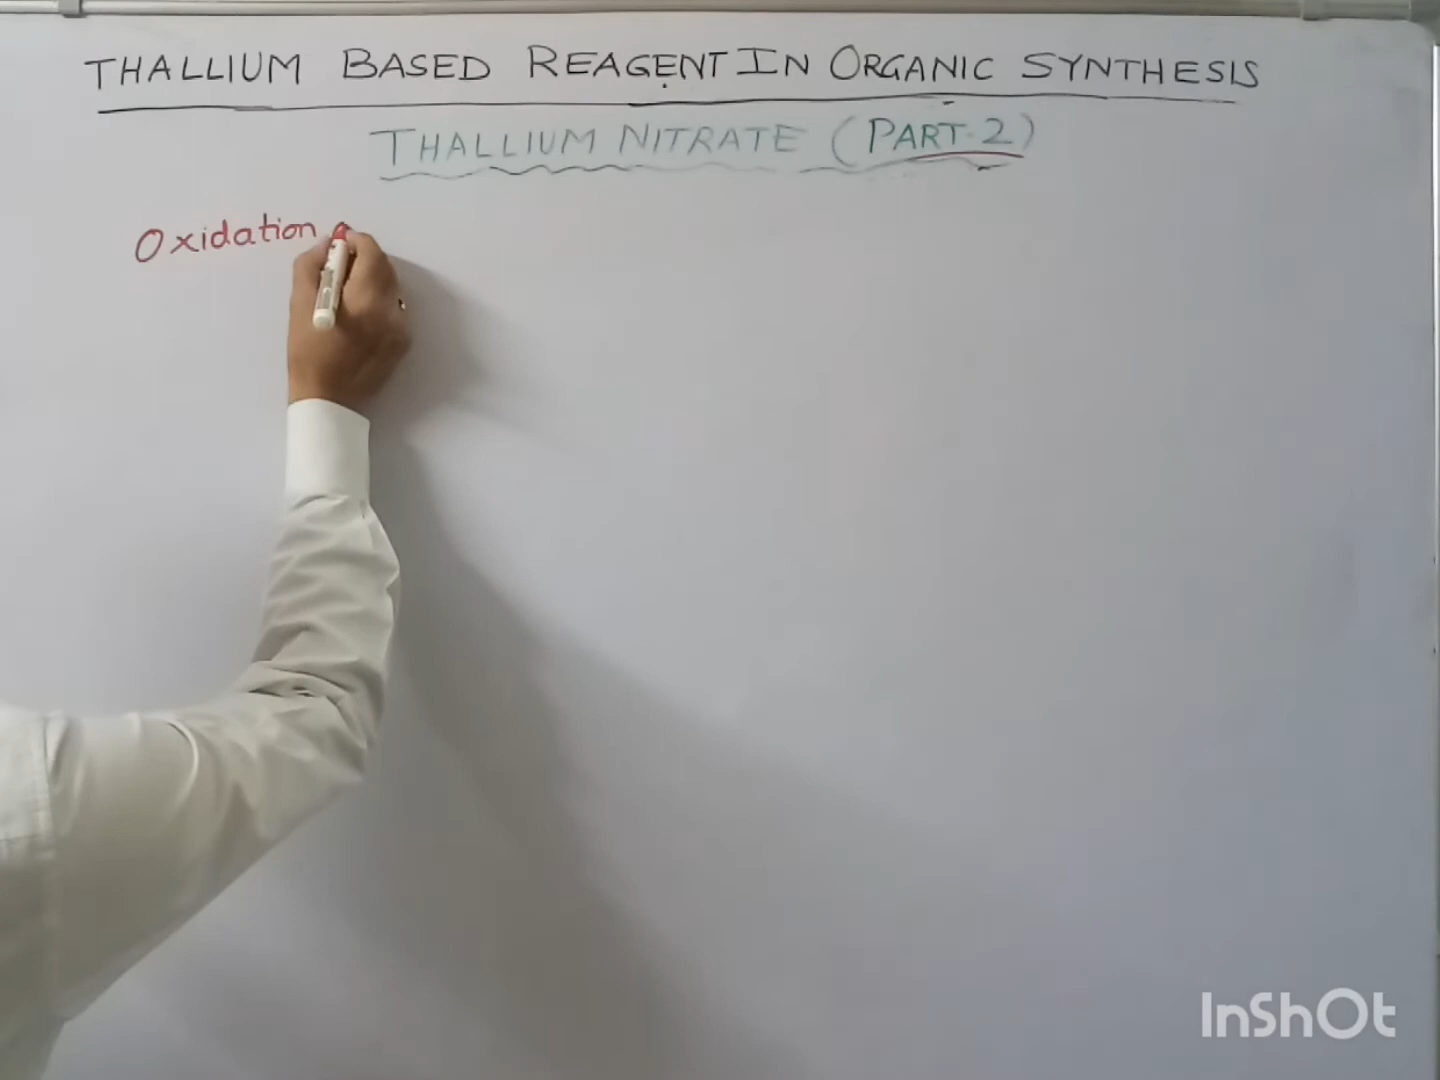 THALLIUM BASED REAGENT IN ORGANIC SYNTHESIS
THALLIUM NITRATE (PART-2)
Oxidation
InShOt